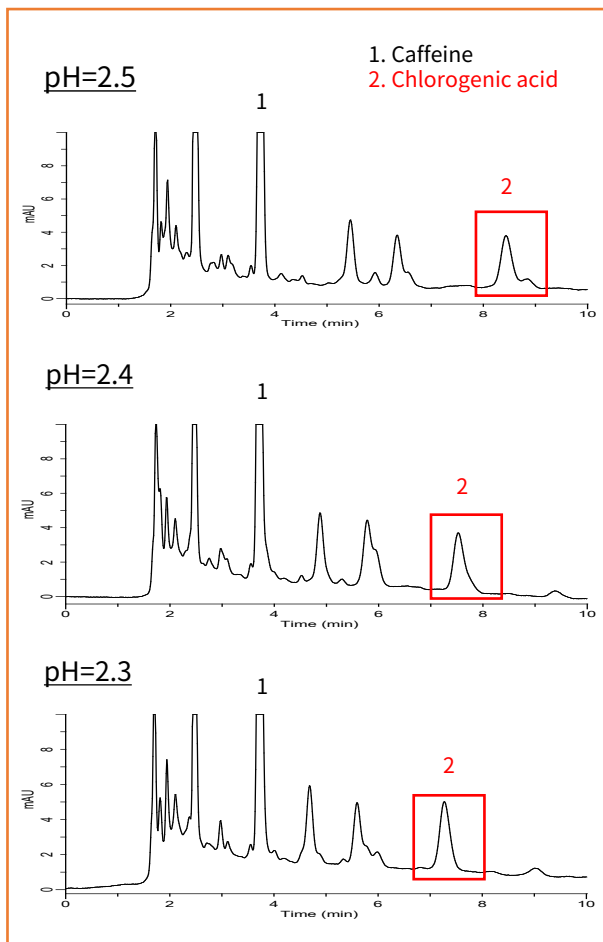 1. Caffeine
2. Chlorogenic acid
pH=2.5
1
2
mAU
0 2 4 6 8
0 2 4 6 8 10
Time (min)
pH=2.4
1
2
mAU
0 2 4 6 8
0 2 4 6 8 10
Time (min)
pH=2.3
1
2
mAU
0 2 4 6 8
0 2 4 6 8 10
Time (min)